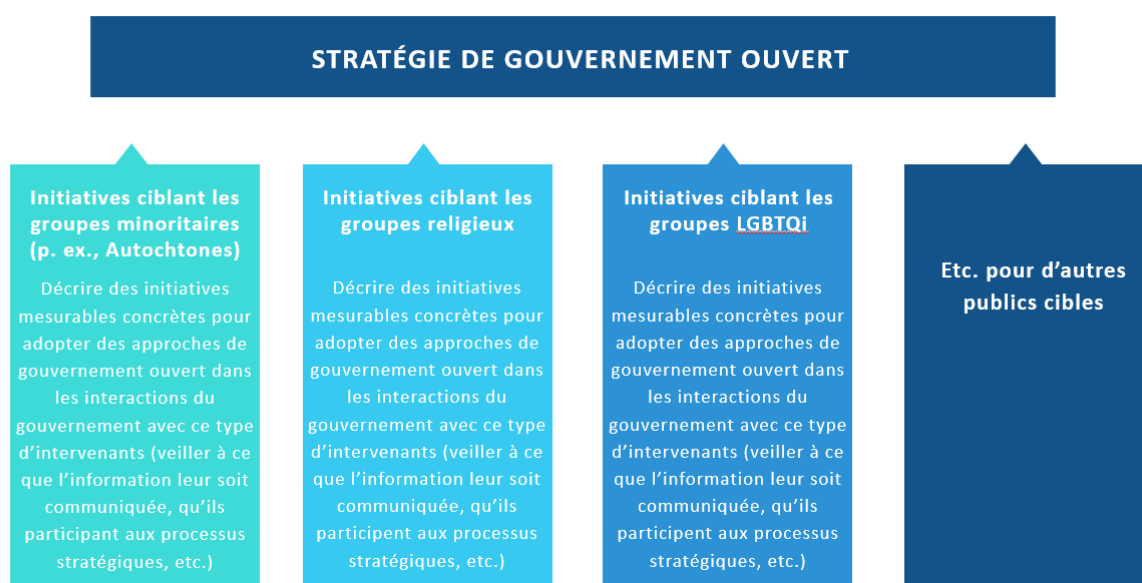 STRATÉGIE DE GOUVERNEMENT OUVERT
Initiatives ciblant les
groupes minoritaires
(p. ex., Autochtones)
Décrire des initiatives
mesurables concrètes pour
adopter des approches de
gouvernement ouvert dans
les interactions du
gouvernement avec ce type
d’intervenants (veiller à ce
que l’information leur soit
communiquée, qu’ils
participant aux processus
stratégiques, etc.)
Initiatives ciblant les
groupes religieux
Décrire des initiatives
mesurables concrètes pour
adopter des approches de
gouvernement ouvert dans
les interactions du
gouvernement avec ce type
d’intervenants (veiller à ce
que l’information leur soit
communiquée, qu’ils
participent aux processus
stratégiques, etc.)
Initiatives ciblant les
groupes LGBTQi
Décrire des initiatives
mesurables concrètes pour
adopter des approches de
gouvernement ouvert dans
les interactions du
gouvernement avec ce type
d’intervenants (veiller à ce
que l’information leur soit
communiquée, qu’ils
participent aux processus
stratégiques, etc.)
Etc. pour d’autres
publics cibles